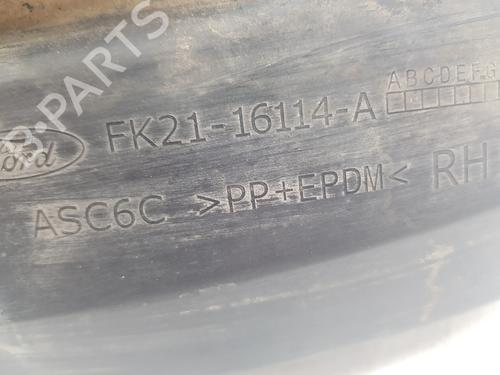 B-PARTS
ABCDEFG
Ford FK21-16114-A
ASC6C >PP+EPDM< RH